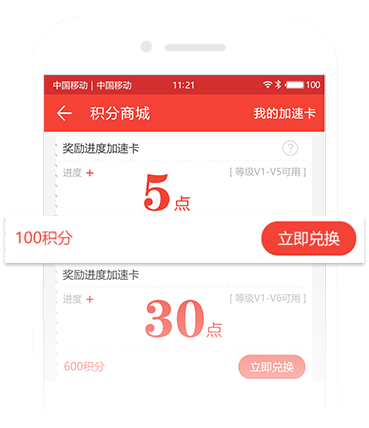 中国移动 | 中国移动 11:21 100
积分商城 我的加速卡
奖励进度加速卡 ?
进度 + [ 等级V1-V5可用 ]
5点
100积分 立即兑换
奖励进度加速卡
进度 + [ 等级V1-V6可用 ]
30点
600积分 立即兑换